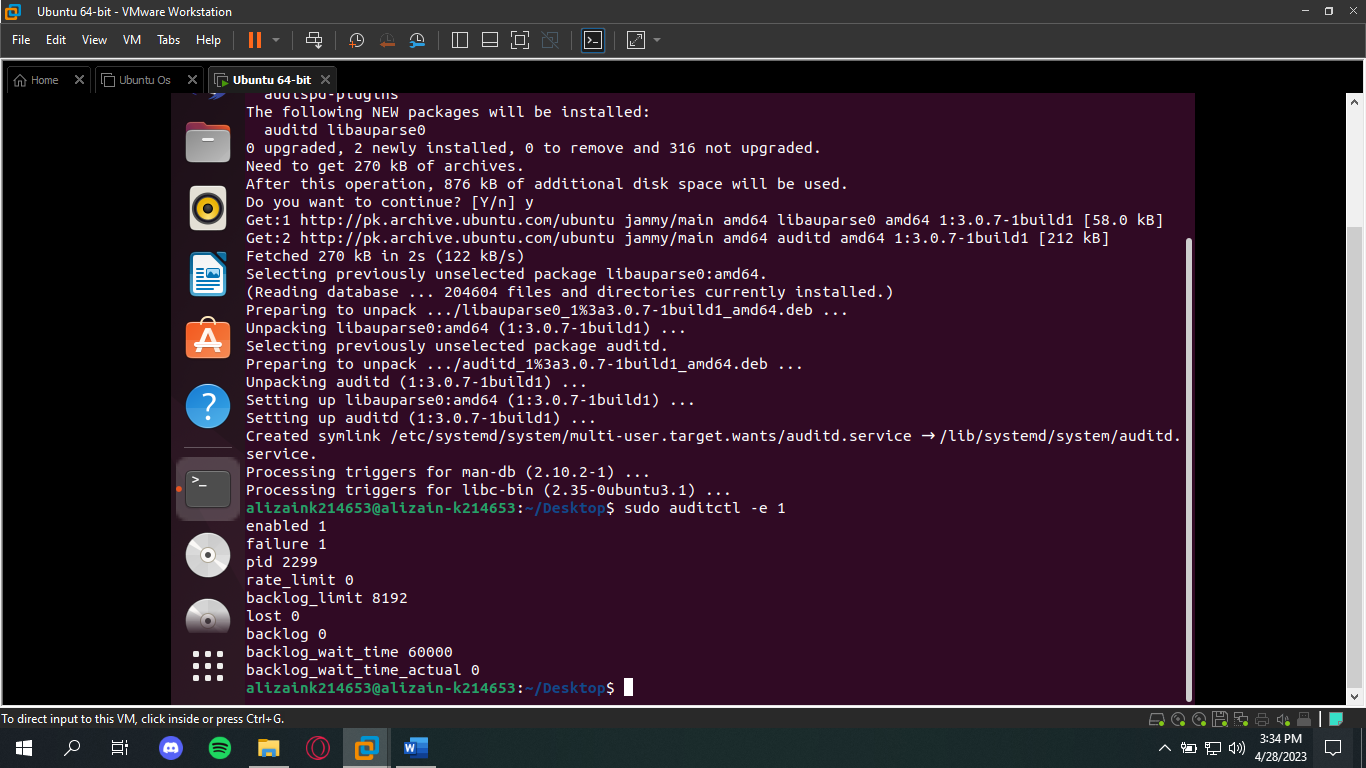 Ubuntu 64-bit - VMware Workstation
File Edit View VM Tabs Help
Home Ubuntu Os Ubuntu 64-bit
audispd-plugins
The following NEW packages will be installed:
auditd libauparse0
0 upgraded, 2 newly installed, 0 to remove and 316 not upgraded.
Need to get 270 kB of archives.
After this operation, 876 kB of additional disk space will be used.
Do you want to continue? [Y/n] y
Get:1 http://pk.archive.ubuntu.com/ubuntu jammy/main amd64 libauparse0 amd64 1:3.0.7-1build1 [58.0 kB]
Get:2 http://pk.archive.ubuntu.com/ubuntu jammy/main amd64 auditd amd64 1:3.0.7-1build1 [212 kB]
Fetched 270 kB in 2s (122 kB/s)
Selecting previously unselected package libauparse0:amd64.
(Reading database ... 204604 files and directories currently installed.)
Preparing to unpack .../libauparse0_1%3a3.0.7-1build1_amd64.deb ...
Unpacking libauparse0:amd64 (1:3.0.7-1build1) ...
Selecting previously unselected package auditd.
Preparing to unpack .../auditd_1%3a3.0.7-1build1_amd64.deb ...
Unpacking auditd (1:3.0.7-1build1) ...
Setting up libauparse0:amd64 (1:3.0.7-1build1) ...
Setting up auditd (1:3.0.7-1build1) ...
Created symlink /etc/systemd/system/multi-user.target.wants/auditd.service → /lib/systemd/system/auditd.
service.
Processing triggers for man-db (2.10.2-1) ...
Processing triggers for libc-bin (2.35-0ubuntu3.1) ...
alizaink214653@alizain-k214653:~/Desktop$ sudo auditctl -e 1
enabled 1
failure 1
pid 2299
rate_limit 0
backlog_limit 8192
lost 0
backlog 0
backlog_wait_time 60000
backlog_wait_time_actual 0
alizaink214653@alizain-k214653:~/Desktop$
To direct input to this VM, click inside or press Ctrl+G.
3:34 PM
4/28/2023